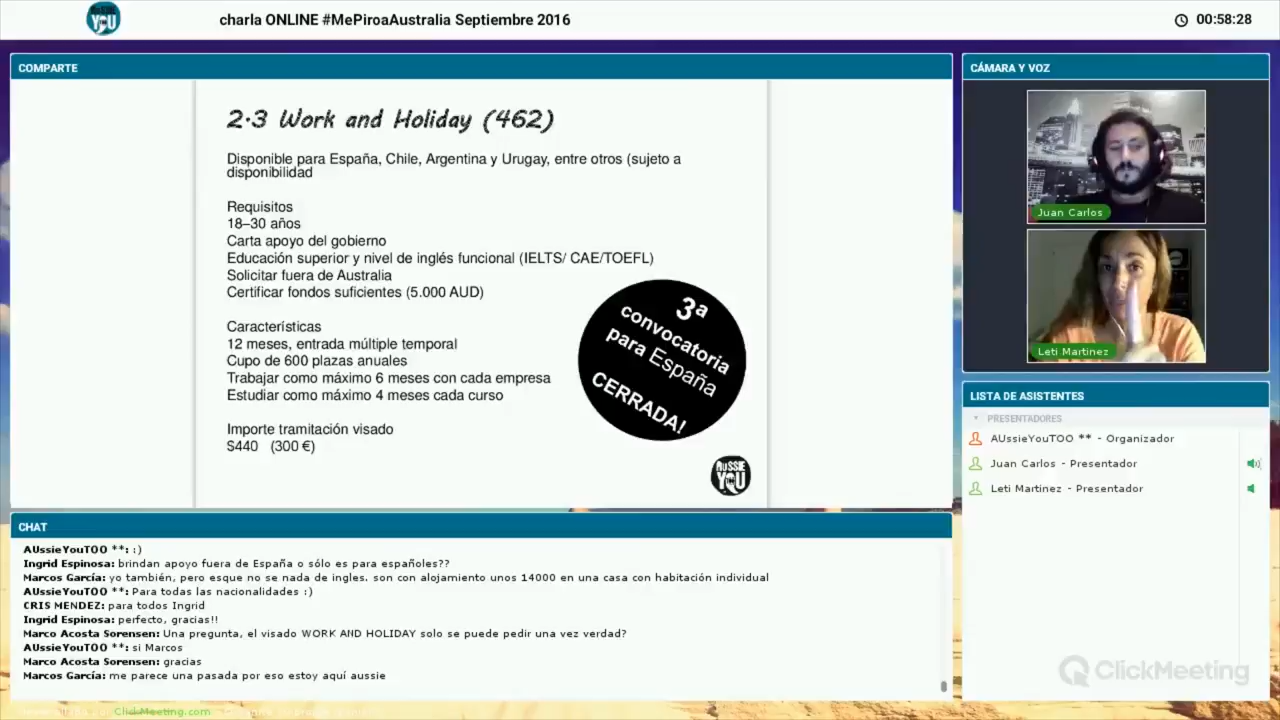 AUSSIE
YOU
charla ONLINE #MePiroaAustralia Septiembre 2016
00:58:28
COMPARTE
2.3 Work and Holiday (462)
Disponible para España, Chile, Argentina y Urugay, entre otros (sujeto a
disponibilidad
Requisitos
18–30 años
Carta apoyo del gobierno
Educación superior y nivel de inglés funcional (IELTS/ CAE/TOEFL)
Solicitar fuera de Australia
Certificar fondos suficientes (5.000 AUD)
Características
12 meses, entrada múltiple temporal
Cupo de 600 plazas anuales
Trabajar como máximo 6 meses con cada empresa
Estudiar como máximo 4 meses cada curso
Importe tramitación visado
$440 (300 €)
3ª
convocatoria
para España
CERRADA!
AUSSIE
YOU
CHAT
AUssieYouTOO **: :)
Ingrid Espinosa: brindan apoyo fuera de España o sólo es para españoles??
Marcos García: yo también, pero esque no se nada de ingles. son con alojamiento unos 14000 en una casa con habitación individual
AUssieYouTOO **: Para todas las nacionalidades :)
CRIS MENDEZ: para todos Ingrid
Ingrid Espinosa: perfecto, gracias!!
Marco Acosta Sorensen: Una pregunta, el visado WORK AND HOLIDAY solo se puede pedir una vez verdad?
AUssieYouTOO **: si Marcos
Marco Acosta Sorensen: gracias
Marcos García: me parece una pasada por eso estoy aquí aussie
ClickMeeting.com
CÁMARA Y VOZ
Juan Carlos
Leti Martinez
LISTA DE ASISTENTES
PRESENTADORES
AUssieYouTOO ** - Organizador
Juan Carlos - Presentador
Leti Martinez - Presentador
ClickMeeting